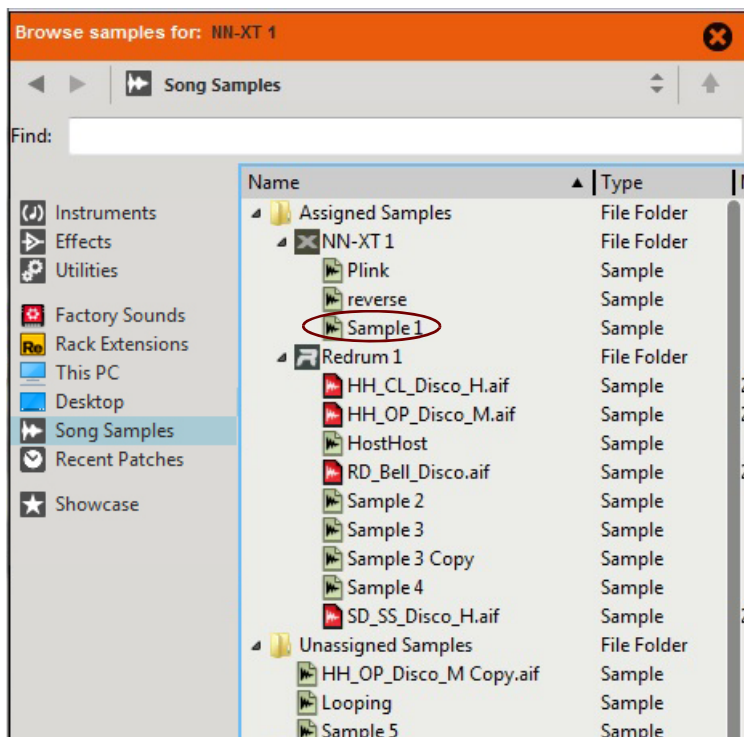 Browse samples for: NN-XT 1
Song Samples
Find:
Name Type
Instruments
Effects
Utilities
Factory Sounds
Re Rack Extensions
This PC
Desktop
Song Samples
Recent Patches
Showcase
Assigned Samples File Folder
NN-XT 1 File Folder
Plink Sample
reverse Sample
Sample 1 Sample
Redrum 1 File Folder
HH_CL_Disco_H.aif Sample
HH_OP_Disco_M.aif Sample
HostHost Sample
RD_Bell_Disco.aif Sample
Sample 2 Sample
Sample 3 Sample
Sample 3 Copy Sample
Sample 4 Sample
SD_SS_Disco_H.aif Sample
Unassigned Samples File Folder
HH_OP_Disco_M Copy.aif Sample
Looping Sample
Sample 5 Sample